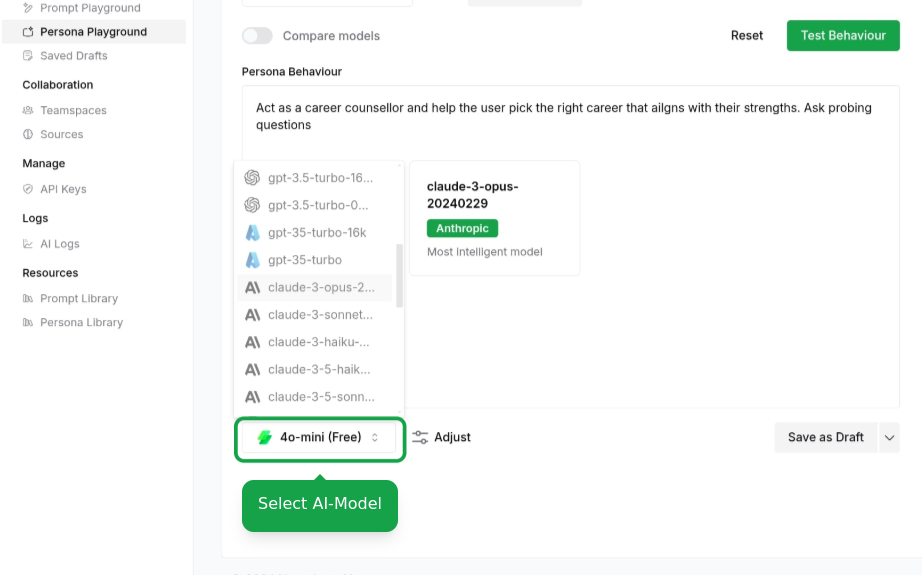 Prompt Playground
Persona Playground
Saved Drafts
Collaboration
Teamspaces
Sources
Manage
API Keys
Logs
AI Logs
Resources
Prompt Library
Persona Library
Compare models
Reset
Test Behaviour
Persona Behaviour
Act as a career counsellor and help the user pick the right career that ailgns with their strengths. Ask probing
questions
gpt-3.5-turbo-16...
gpt-3.5-turbo-0...
gpt-35-turbo-16k
gpt-35-turbo
claude-3-opus-2...
claude-3-sonnet...
claude-3-haiku-...
claude-3-5-haik...
claude-3-5-sonn...
claude-3-opus-
20240229
Anthropic
Most intelligent model
4o-mini (Free)
Adjust
Save as Draft
Select AI-Model